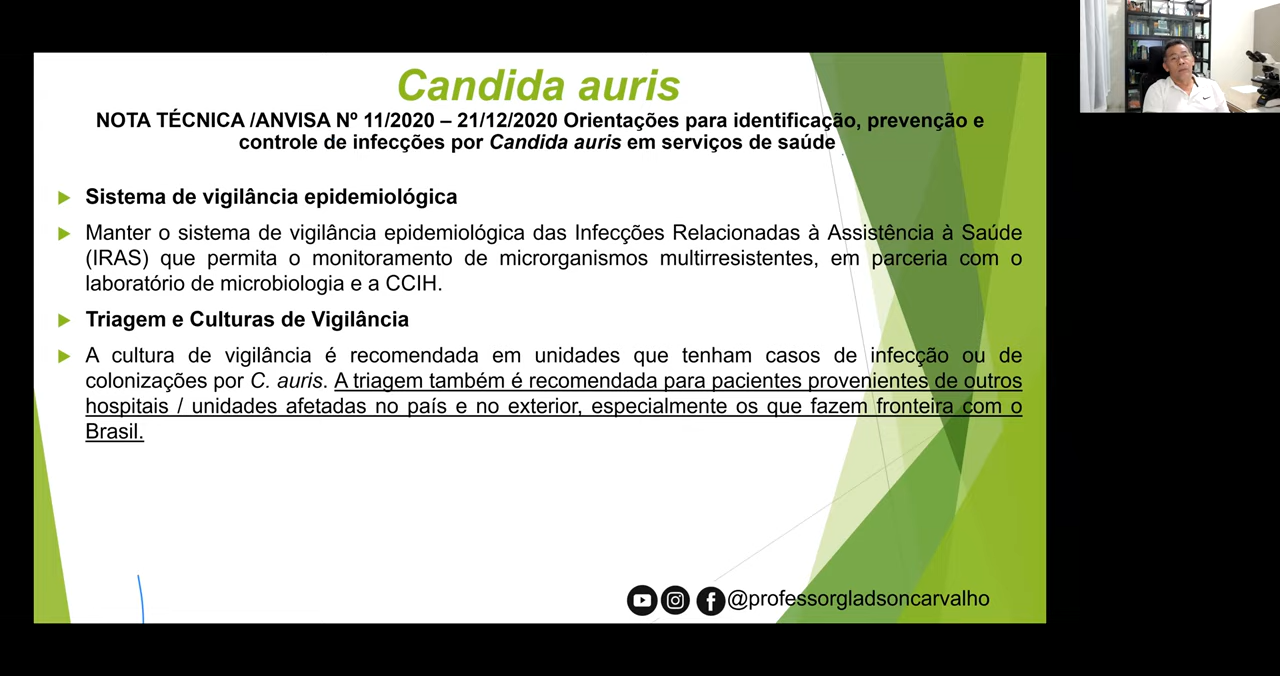 Candida auris
NOTA TÉCNICA /ANVISA Nº 11/2020 – 21/12/2020 Orientações para identificação, prevenção e
controle de infecções por Candida auris em serviços de saúde
Sistema de vigilância epidemiológica
Manter o sistema de vigilância epidemiológica das Infecções Relacionadas à Assistência à Saúde
(IRAS) que permita o monitoramento de microrganismos multirresistentes, em parceria com o
laboratório de microbiologia e a CCIH.
Triagem e Culturas de Vigilância
A cultura de vigilância é recomendada em unidades que tenham casos de infecção ou de
colonizações por C. auris. A triagem também é recomendada para pacientes provenientes de outros
hospitais / unidades afetadas no país e no exterior, especialmente os que fazem fronteira com o
Brasil.
@professorgladsoncarvalho